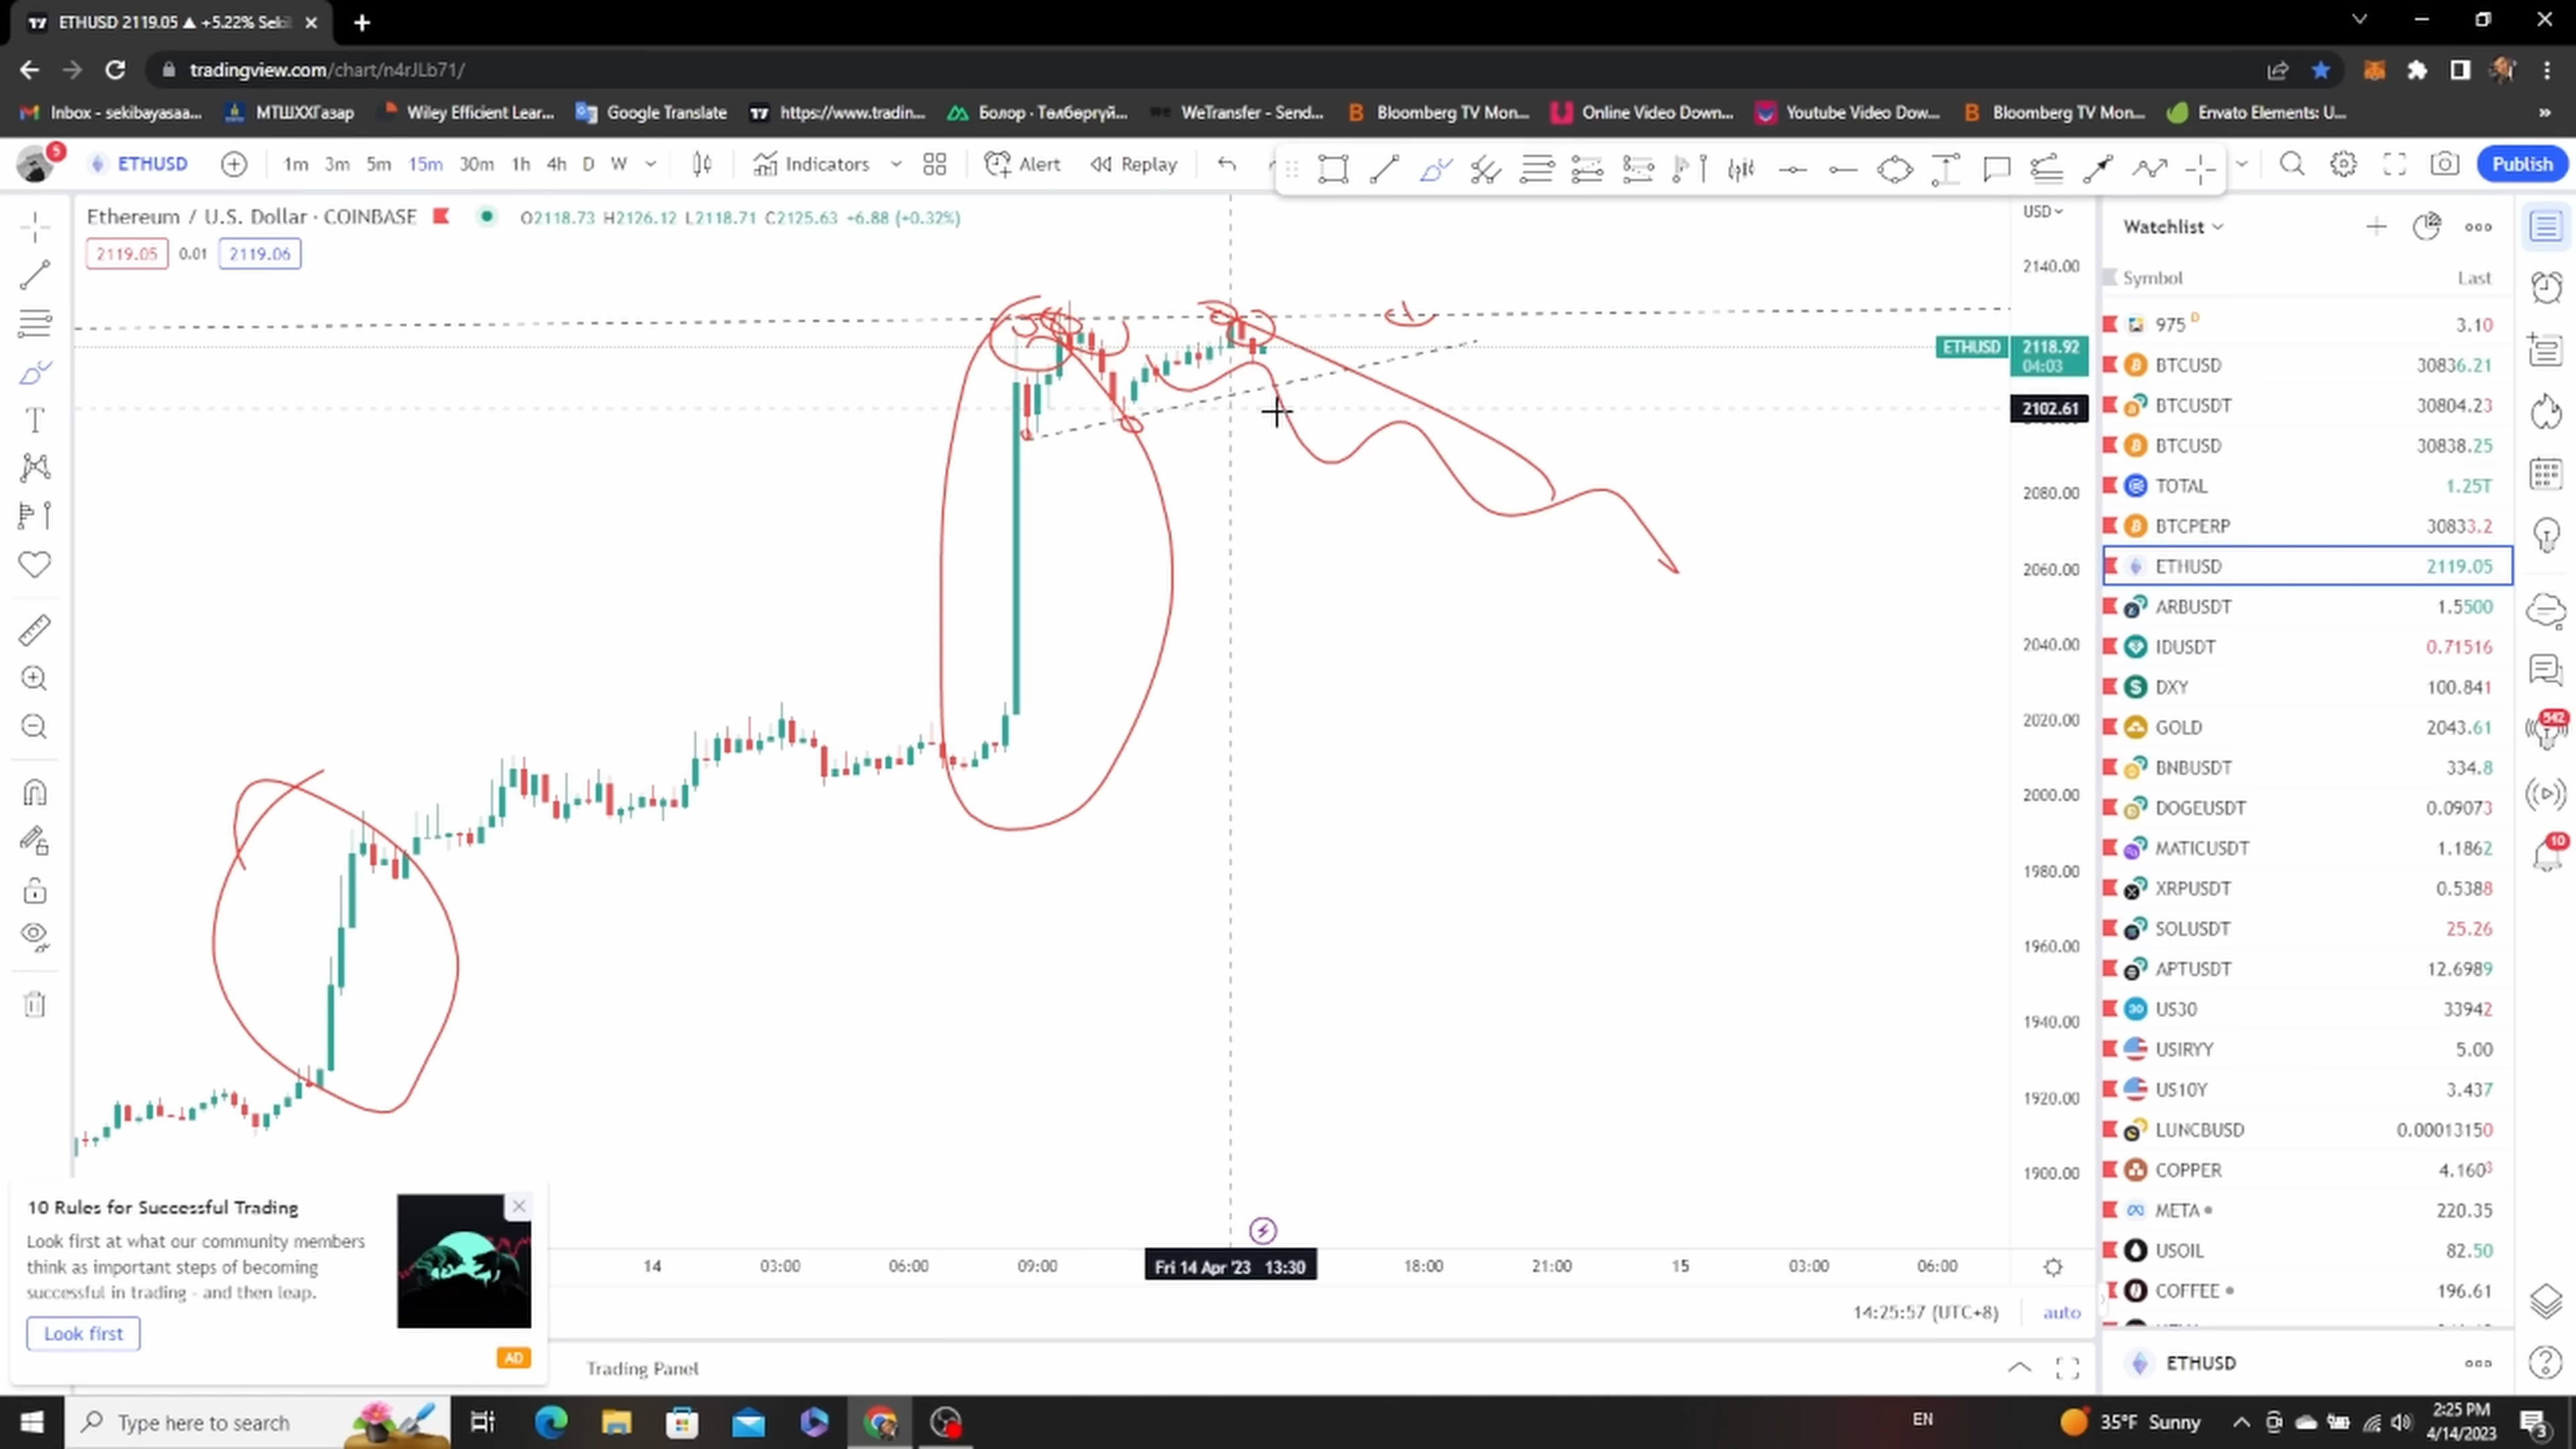 ETHUSD 2119.05 ▲ +5.22% Seki
tradingview.com/chart/n4rJLb71/
Inbox - sekibayasaa... МТШХХГазар Wiley Efficient Lear... Google Translate https://www.tradin... Болор · Төлбөргүй... WeTransfer - Send... Bloomberg TV Mon... Online Video Down... Youtube Video Dow... Bloomberg TV Mon... Envato Elements: U... »
5 ETHUSD 1m 3m 5m 15m 30m 1h 4h D W Indicators Alert Replay Publish
Ethereum / U.S. Dollar · COINBASE O2118.73 H2126.12 L2118.71 C2125.63 +6.88 (+0.32%)
2119.05 0.01 2119.06
USD
2140.00
ETHUSD 2118.92
04:03
2102.61
2080.00
2060.00
2040.00
2020.00
2000.00
1980.00
1960.00
1940.00
1920.00
1900.00
14 03:00 06:00 09:00 Fri 14 Apr '23 13:30 18:00 21:00 15 03:00 06:00
14:25:57 (UTC+8) auto
Trading Panel
10 Rules for Successful Trading
Look first at what our community members
think as important steps of becoming
successful in trading - and then leap.
Look first
AD
Watchlist
Symbol Last
975 D 3.10
BTCUSD 30836.21
BTCUSDT 30804.23
BTCUSD 30838.25
TOTAL 1.25T
BTCPERP 30833.2
ETHUSD 2119.05
ARBUSDT 1.5500
IDUSDT 0.71516
DXY 100.841
GOLD 2043.61
BNBUSDT 334.8
DOGEUSDT 0.09073
MATICUSDT 1.1862
XRPUSDT 0.5388
SOLUSDT 25.26
APTUSDT 12.6989
US30 33942
USIRYY 5.00
US10Y 3.437
LUNCBUSD 0.00013150
COPPER 4.160³
META 220.35
USOIL 82.50
COFFEE 196.61
ETHUSD
542
10
Type here to search
EN
35°F Sunny
2:25 PM
4/14/2023
3